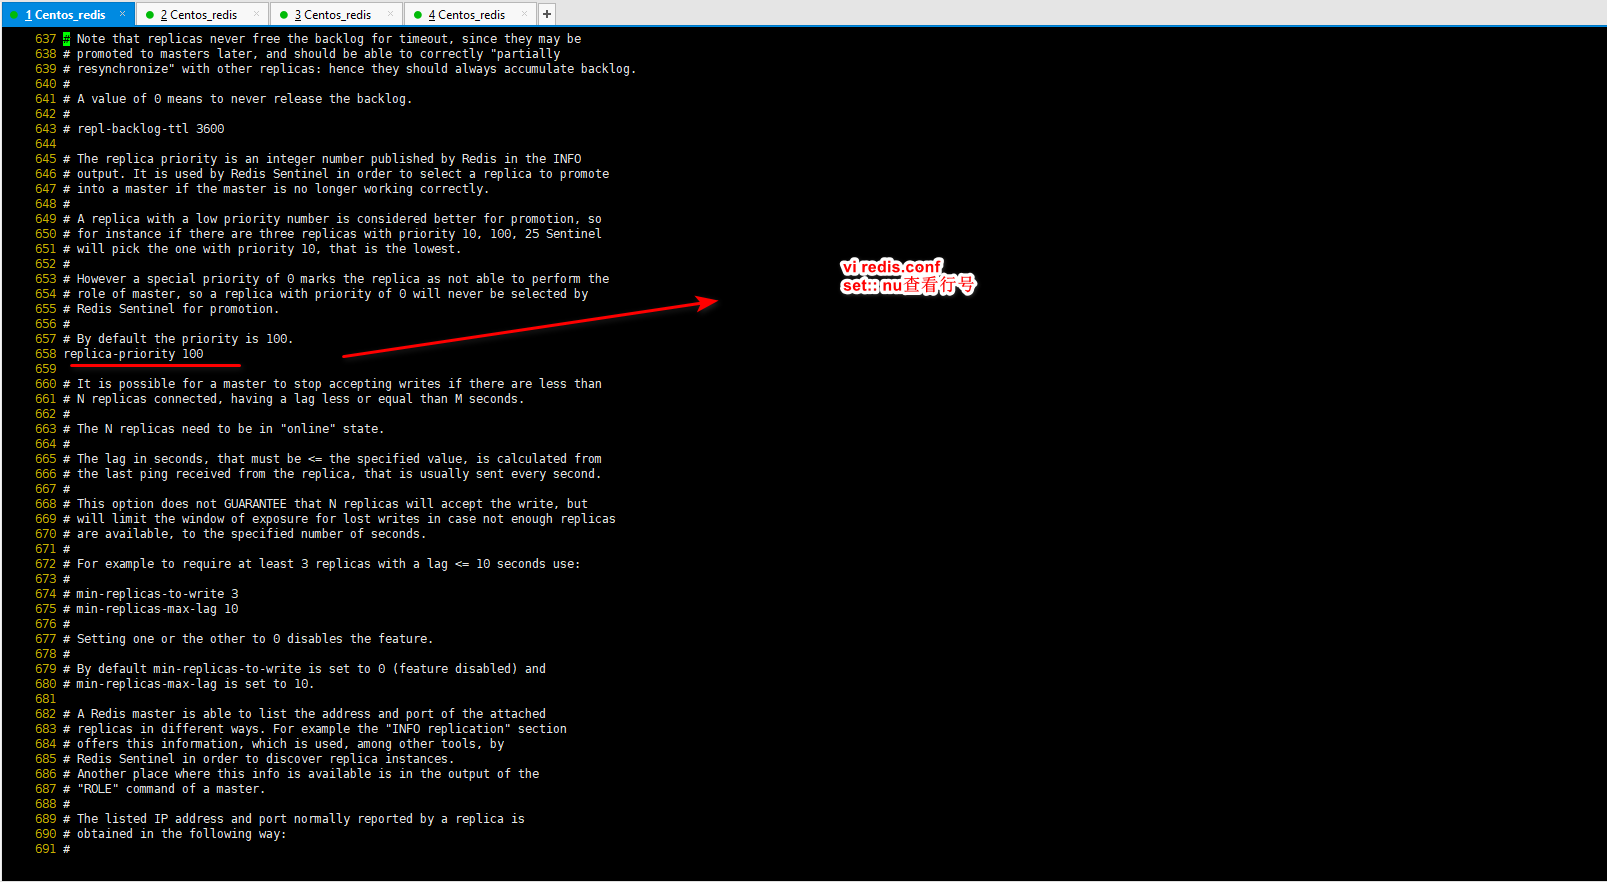 1 Centos_redis × 2 Centos_redis × 3 Centos_redis × 4 Centos_redis × +
637 # Note that replicas never free the backlog for timeout, since they may be
638 # promoted to masters later, and should be able to correctly "partially
639 # resynchronize" with other replicas: hence they should always accumulate backlog.
640 #
641 # A value of 0 means to never release the backlog.
642 #
643 # repl-backlog-ttl 3600
644
645 # The replica priority is an integer number published by Redis in the INFO
646 # output. It is used by Redis Sentinel in order to select a replica to promote
647 # into a master if the master is no longer working correctly.
648 #
649 # A replica with a low priority number is considered better for promotion, so
650 # for instance if there are three replicas with priority 10, 100, 25 Sentinel
651 # will pick the one with priority 10, that is the lowest.
652 #
653 # However a special priority of 0 marks the replica as not able to perform the
654 # role of master, so a replica with priority of 0 will never be selected by
655 # Redis Sentinel for promotion.
656 #
657 # By default the priority is 100.
658 replica-priority 100
659
660 # It is possible for a master to stop accepting writes if there are less than
661 # N replicas connected, having a lag less or equal than M seconds.
662 #
663 # The N replicas need to be in "online" state.
664 #
665 # The lag in seconds, that must be <= the specified value, is calculated from
666 # the last ping received from the replica, that is usually sent every second.
667 #
668 # This option does not GUARANTEE that N replicas will accept the write, but
669 # will limit the window of exposure for lost writes in case not enough replicas
670 # are available, to the specified number of seconds.
671 #
672 # For example to require at least 3 replicas with a lag <= 10 seconds use:
673 #
674 # min-replicas-to-write 3
675 # min-replicas-max-lag 10
676 #
677 # Setting one or the other to 0 disables the feature.
678 #
679 # By default min-replicas-to-write is set to 0 (feature disabled) and
680 # min-replicas-max-lag is set to 10.
681
682 # A Redis master is able to list the address and port of the attached
683 # replicas in different ways. For example the "INFO replication" section
684 # offers this information, which is used, among other tools, by
685 # Redis Sentinel in order to discover replica instances.
686 # Another place where this info is available is in the output of the
687 # "ROLE" command of a master.
688 #
689 # The listed IP address and port normally reported by a replica is
690 # obtained in the following way:
691 #
vi redis.conf
set:: nu查看行号